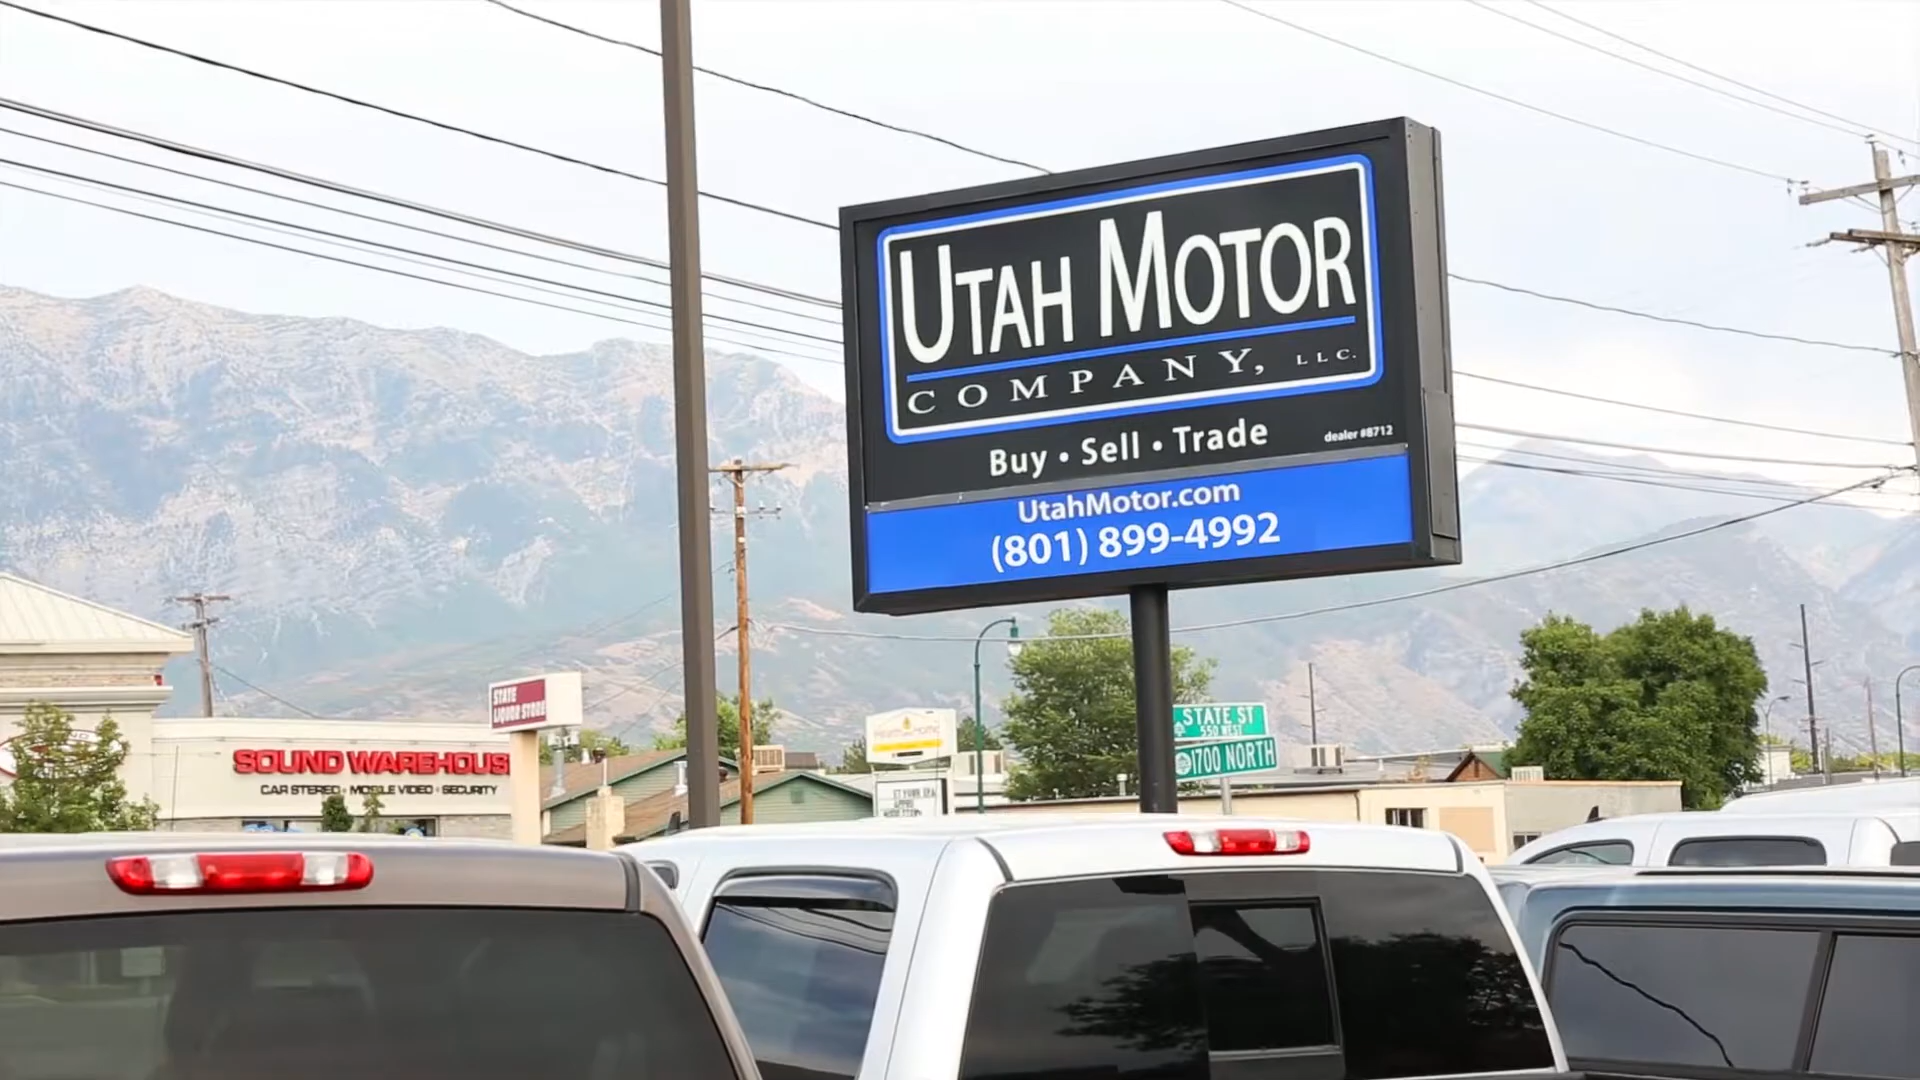 UTAH MOTOR
COMPANY, LLC.
Buy • Sell • Trade
dealer #8712
UtahMotor.com
(801) 899-4992
STATE
LIQUOR STORE
SOUND WAREHOUS
CAR STEREO • MOBILE VIDEO • SECURITY
STATE ST
550 WEST
1700 NORTH